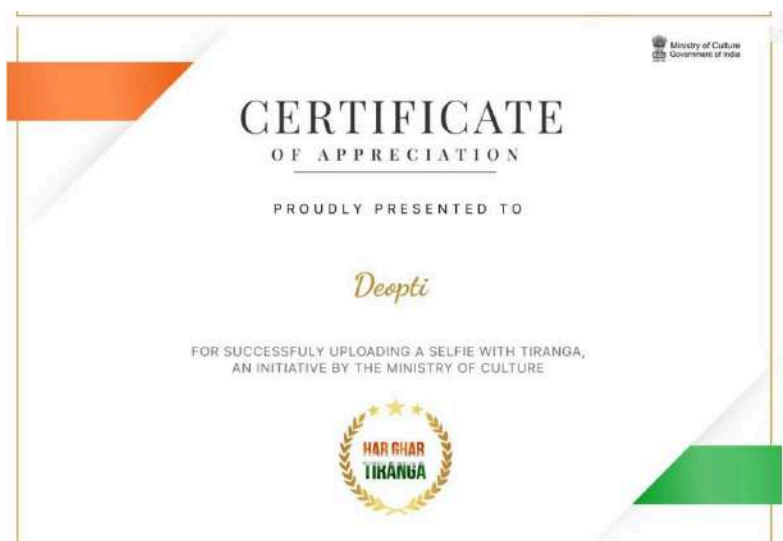 Ministry of Culture
Government of India
CERTIFICATE
OF APPRECIATION
PROUDLY PRESENTED TO
Deopti
FOR SUCCESSFULY UPLOADING A SELFIE WITH TIRANGA,
AN INITIATIVE BY THE MINISTRY OF CULTURE
HAR GHAR
TIRANGA